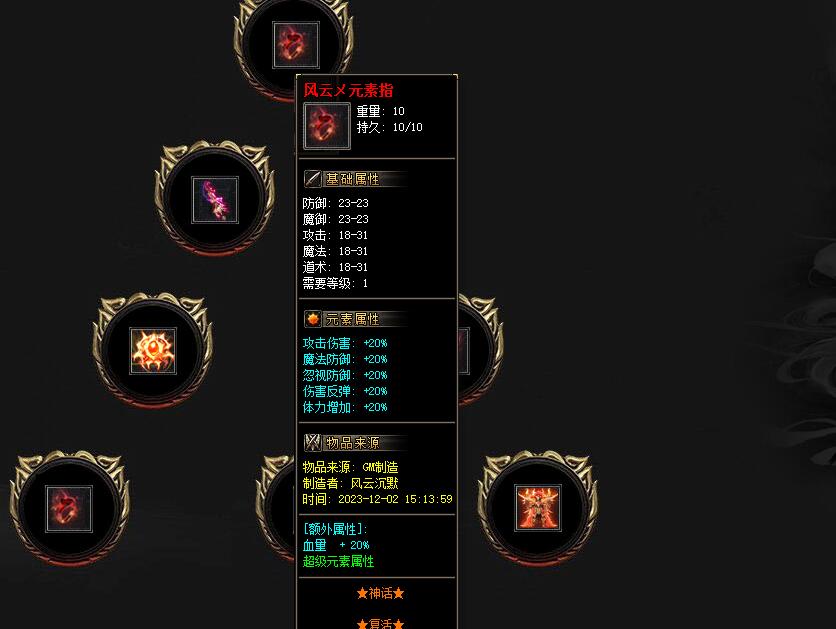 风云メ元素指
重量: 10
持久: 10/10
基础属性
防御: 23-23
魔御: 23-23
攻击: 18-31
魔法: 18-31
道术: 18-31
需要等级: 1
元素属性
攻击伤害: +20%
魔法防御: +20%
忽视防御: +20%
伤害反弹: +20%
体力增加: +20%
物品来源
物品来源: GM制造
制造者: 风云沉默
时间: 2023-12-02 15:13:59
[额外属性]:
血量 + 20%
超级元素属性
★神话★
★复活★